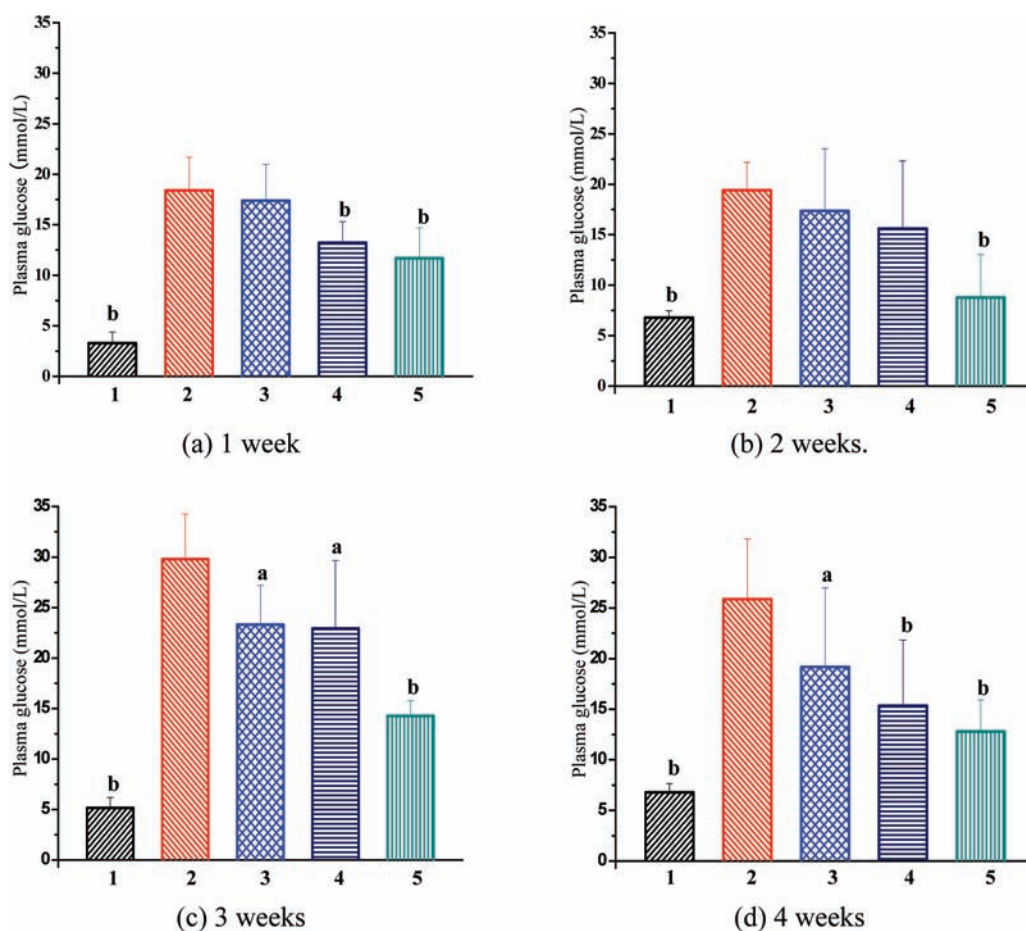 35
30
25
20
15
10
5
0
Plasma glucose (mmol/L)
b
b
b
1 2 3 4 5
(a) 1 week
35
30
25
20
15
10
5
0
Plasma glucose (mmol/L)
b
b
1 2 3 4 5
(b) 2 weeks.
35
30
25
20
15
10
5
0
Plasma glucose (mmol/L)
b
a
a
b
1 2 3 4 5
(c) 3 weeks
35
30
25
20
15
10
5
0
Plasma glucose (mmol/L)
b
a
b
b
1 2 3 4 5
(d) 4 weeks